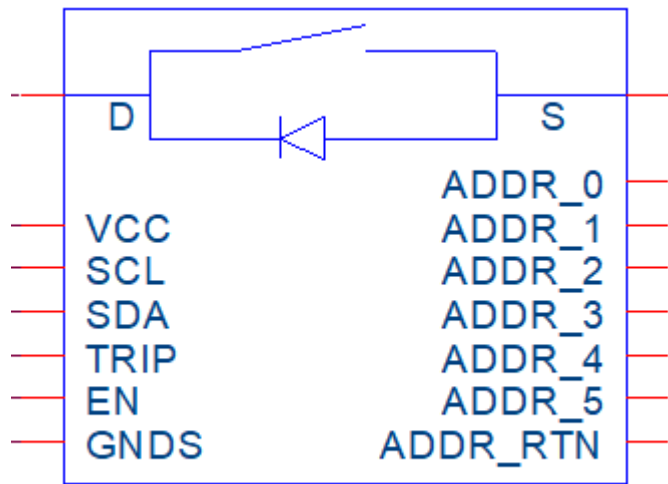 D S
ADDR_0
VCC ADDR_1
SCL ADDR_2
SDA ADDR_3
TRIP ADDR_4
EN ADDR_5
GNDS ADDR_RTN